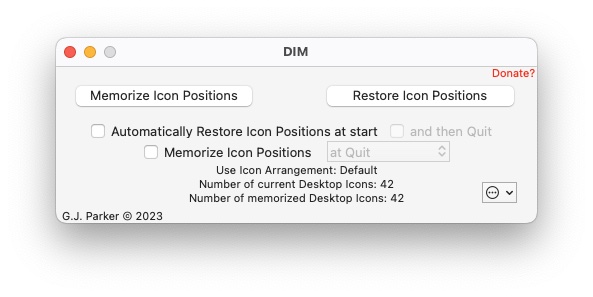 DIM
Donate?
Memorize Icon Positions Restore Icon Positions
Automatically Restore Icon Positions at start and then Quit
Memorize Icon Positions at Quit
Use Icon Arrangement: Default
Number of current Desktop Icons: 42
Number of memorized Desktop Icons: 42
G.J. Parker © 2023